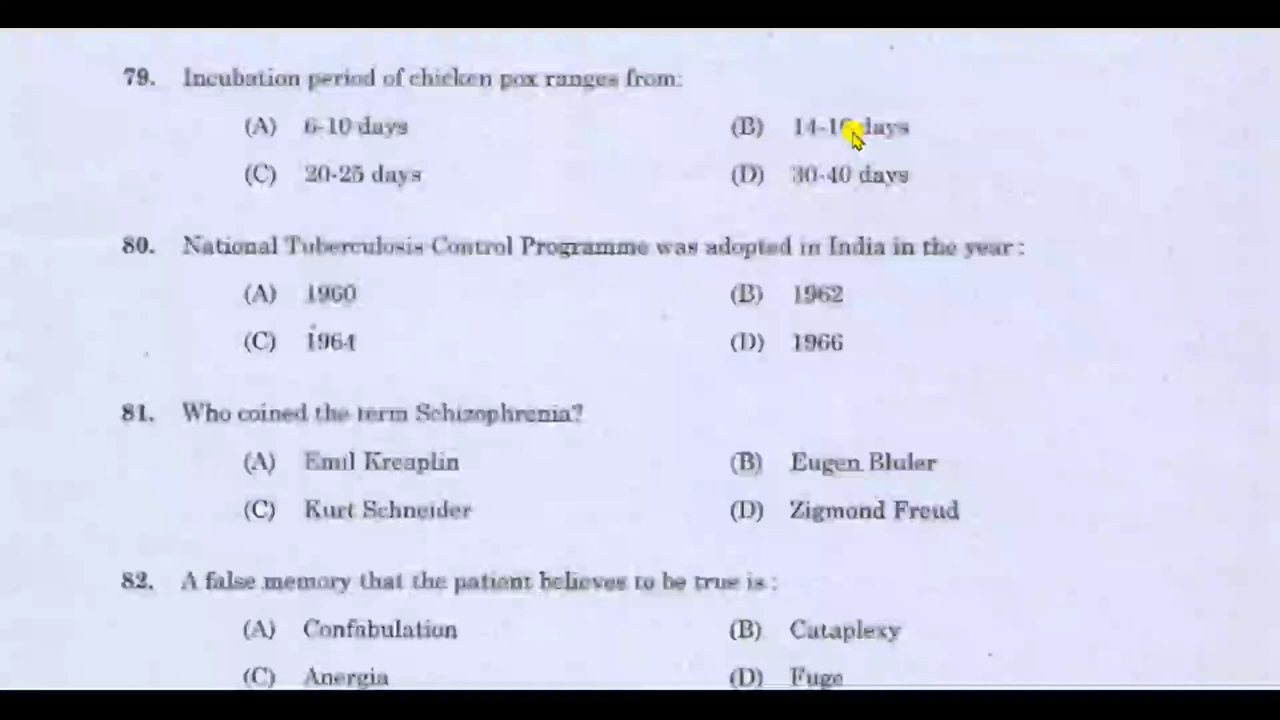 79. Incubation period of chicken pox ranges from:
(A) 6-10 days (B) 14-16 days
(C) 20-25 days (D) 30-40 days
80. National Tuberculosis Control Programme was adopted in India in the year :
(A) 1960 (B) 1962
(C) 1964 (D) 1966
81. Who coined the term Schizophrenia?
(A) Emil Kreaplin (B) Eugen Bluler
(C) Kurt Schneider (D) Zigmond Freud
82. A false memory that the patient believes to be true is :
(A) Confabulation (B) Cataplexy
(C) Anergia (D) Fuge